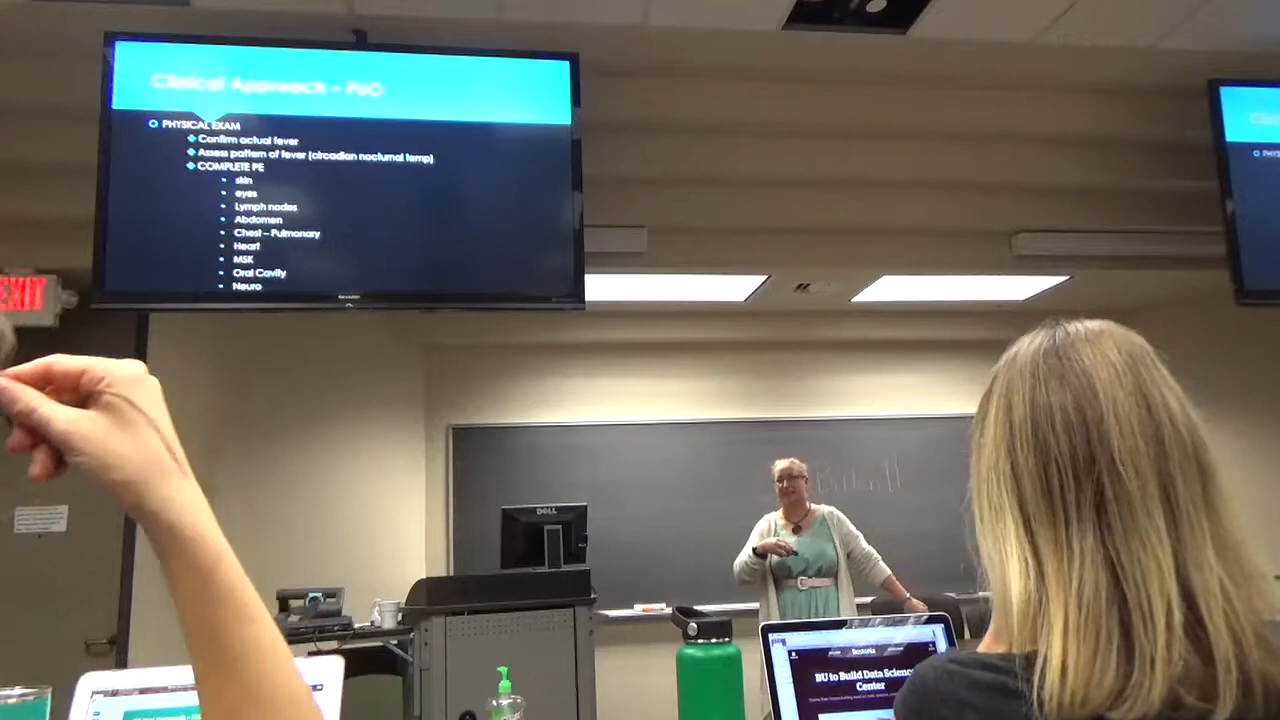 Clinical Approach - FUO
PHYSICAL EXAM
Confirm actual fever
Assess pattern of fever (circadian nocturnal temp)
COMPLETE PE
skin
eyes
Lymph nodes
Abdomen
Chest – Pulmonary
Heart
MSK
Oral Cavity
Neuro
EXIT
DELL
Bostonia
BU to Build Data Science
Center